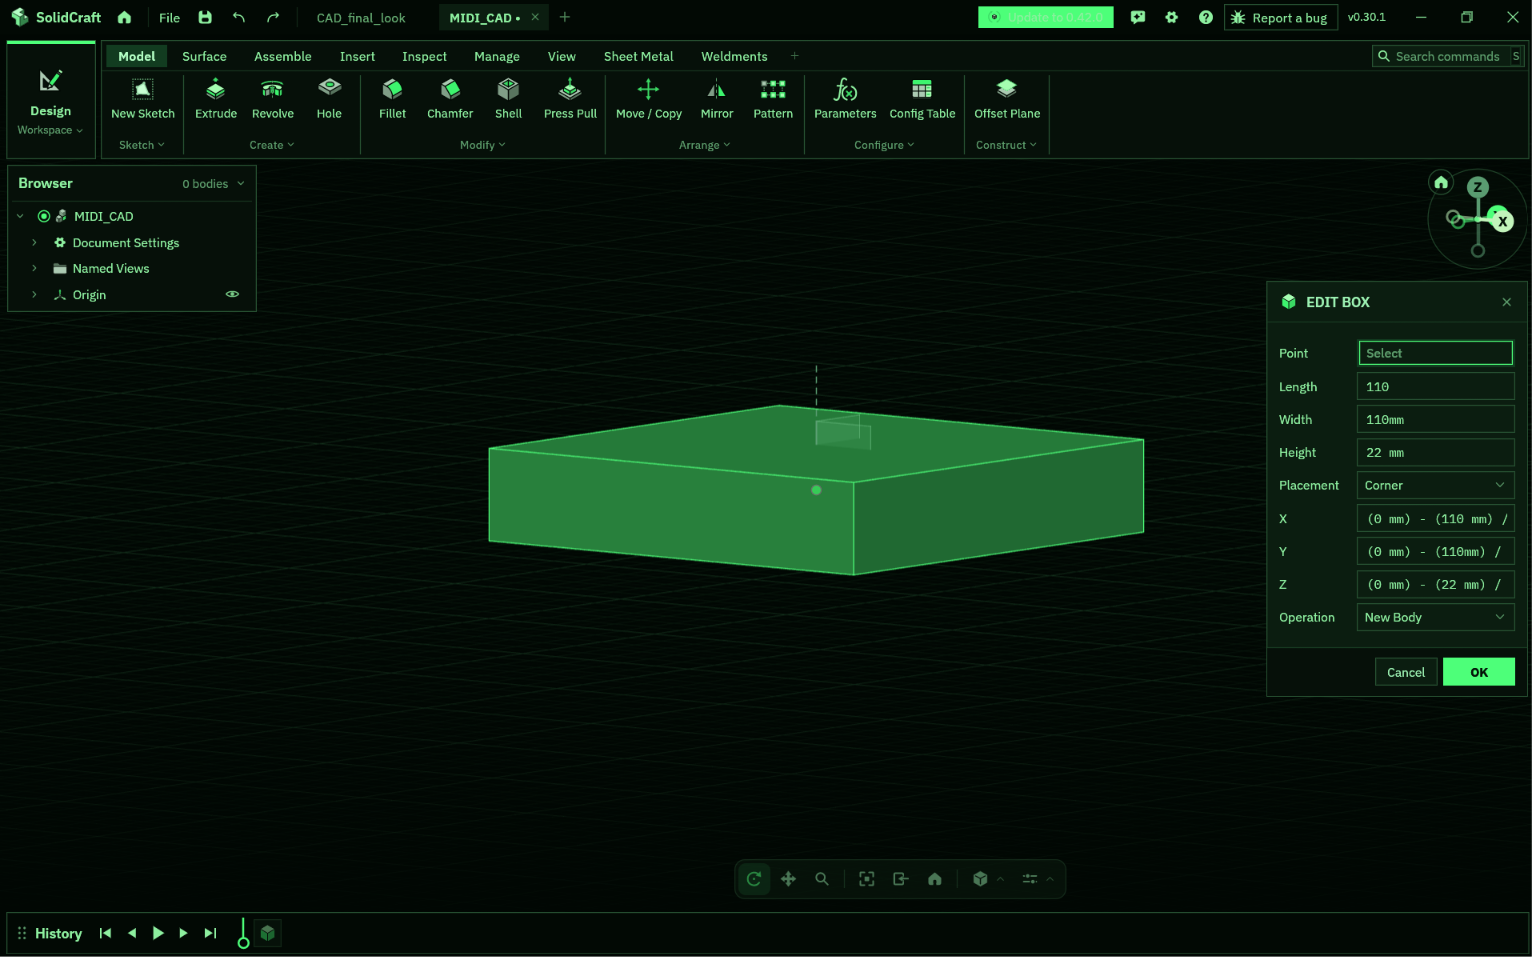 SolidCraft File CAD_final_look MIDI_CAD • Update to 0.42.0 Report a bug v0.30.1
Model Surface Assemble Insert Inspect Manage View Sheet Metal Weldments Search commands S
Design
Workspace
New Sketch Extrude Revolve Hole Fillet Chamfer Shell Press Pull Move / Copy Mirror Pattern Parameters Config Table Offset Plane
Sketch Create Modify Arrange Configure Construct
Browser 0 bodies
MIDI_CAD
Document Settings
Named Views
Origin
Z
X
EDIT BOX
Point Select
Length 110
Width 110mm
Height 22 mm
Placement Corner
X (0 mm) - (110 mm) /
Y (0 mm) - (110mm) /
Z (0 mm) - (22 mm) /
Operation New Body
Cancel OK
History